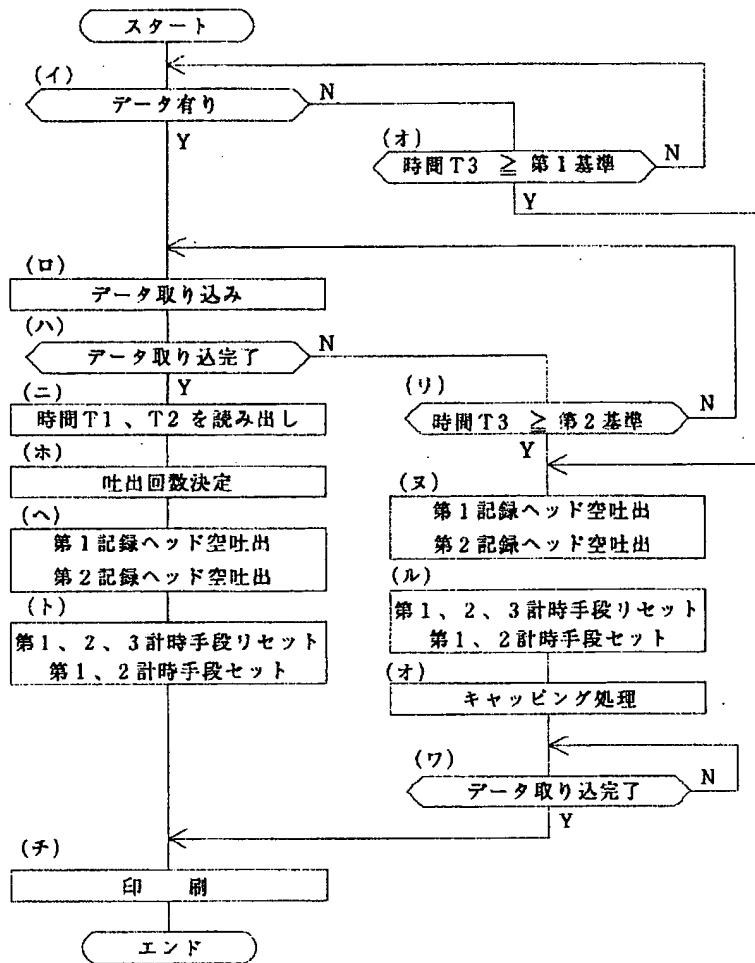 スタート
(イ)
データ有り
N
Y
(オ)
時間T3 ≧ 第1基準
N
Y
(ロ)
データ取り込み
(ハ)
データ取り込完了
N
Y
(ニ)
時間T1、T2を読み出し
(リ)
時間T3 ≧ 第2基準
N
Y
(ホ)
吐出回数決定
(ヘ)
第1記録ヘッド空吐出
第2記録ヘッド空吐出
(ヌ)
第1記録ヘッド空吐出
第2記録ヘッド空吐出
(ト)
第1、2、3計時手段リセット
第1、2計時手段セット
(ル)
第1、2、3計時手段リセット
第1、2計時手段セット
(オ)
キャッピング処理
(ワ)
データ取り込完了
N
Y
(チ)
印 刷
エンド